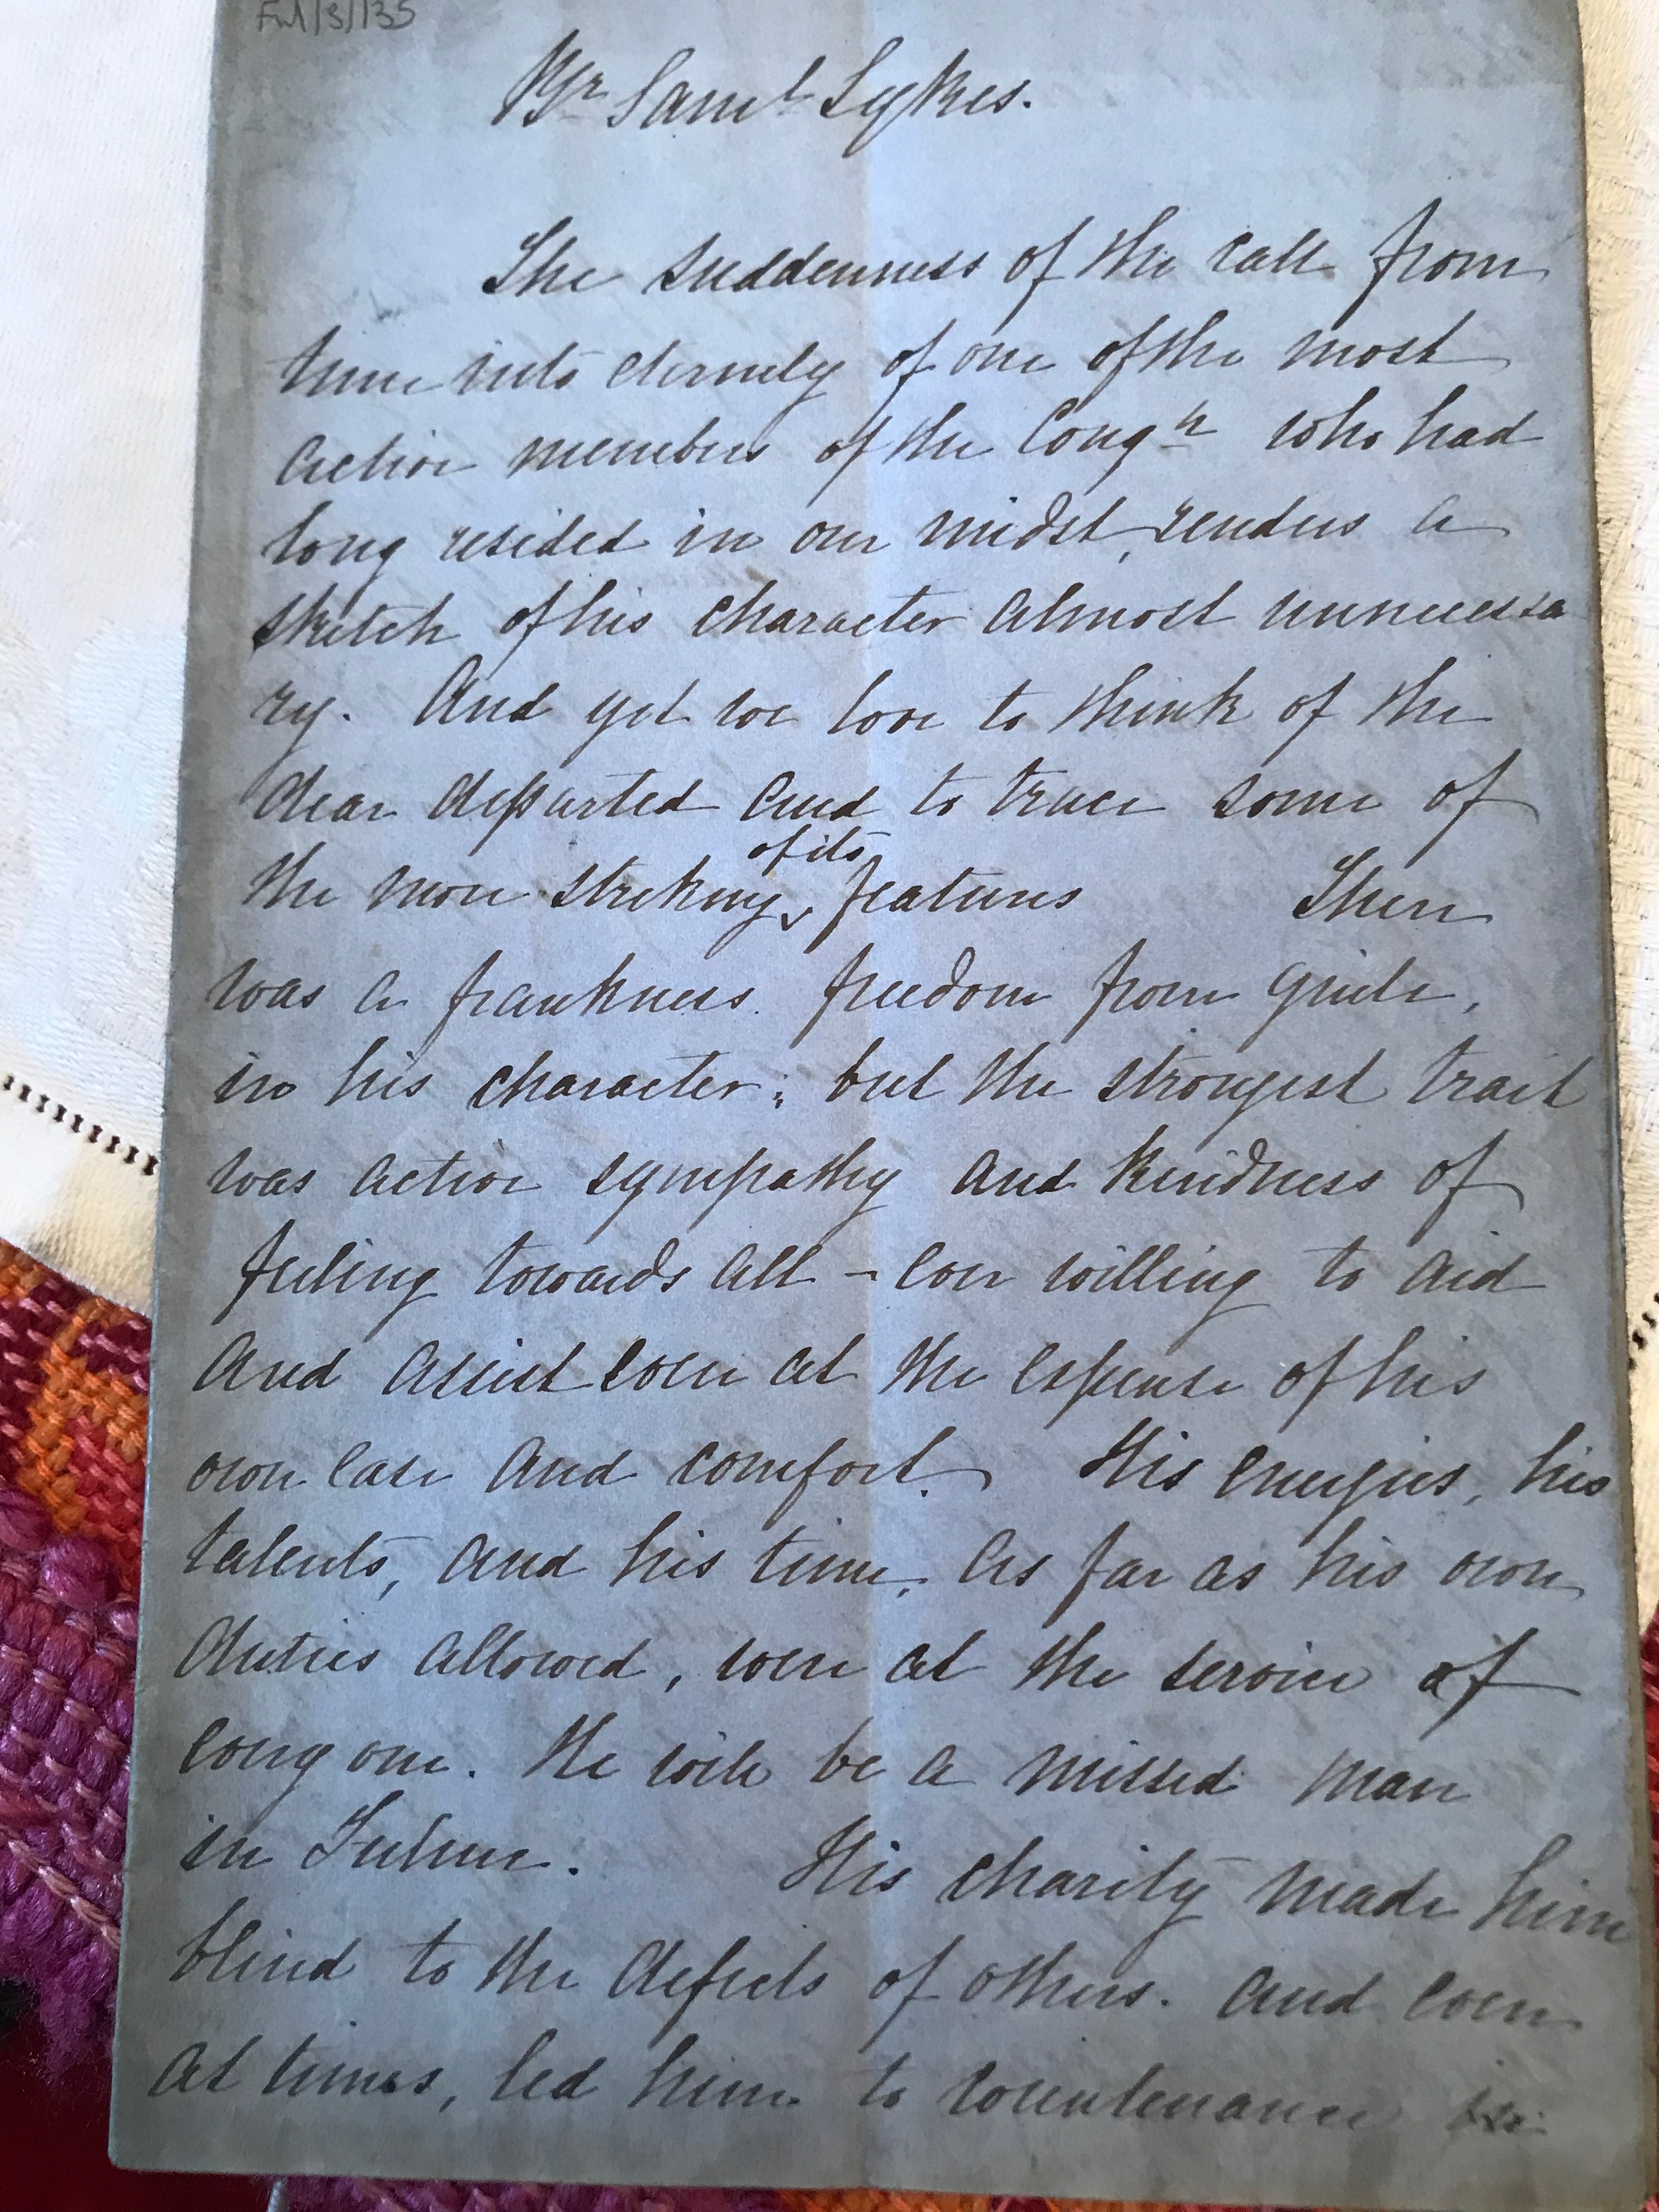 Ful/3/135
Br Saml Sykes.
The suddenness of the call from
time into eternity of one of the most
active members of the Congn who had
long resided in our midst, renders a
sketch of his character almost unnecessa
ry. And yet we love to think of the
dear departed and to trace some of
of its
the more striking features There
was a frankness. freedom from guile,
in his character; but the strongest trait
was active sympathy and kindness of
feeling towards all - ever willing to aid
and assist even at the expense of his
own ease and comfort. His energies, his
talents, and his time, as far as his own
duties allowed, were at the service of
every one. He will be a missed man
in Fulnec. His charity made him
blind to the defects of others. and even
at times, led him to countenance